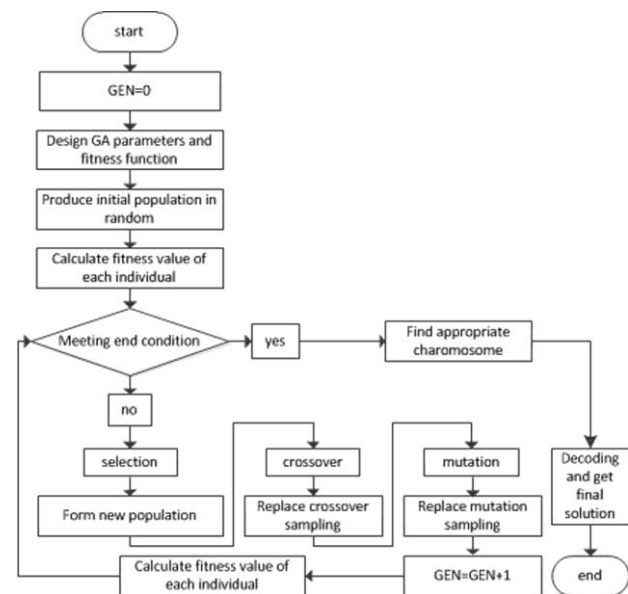 start
GEN=0
Design GA parameters and
fitness function
Produce initial population in
random
Calculate fitness value of
each individual
Meeting end condition
yes
Find appropriate
charomosome
no
selection
crossover
mutation
Form new population
Replace crossover
sampling
Replace mutation
sampling
Decoding
and get
final
solution
Calculate fitness value of
each individual
GEN=GEN+1
end